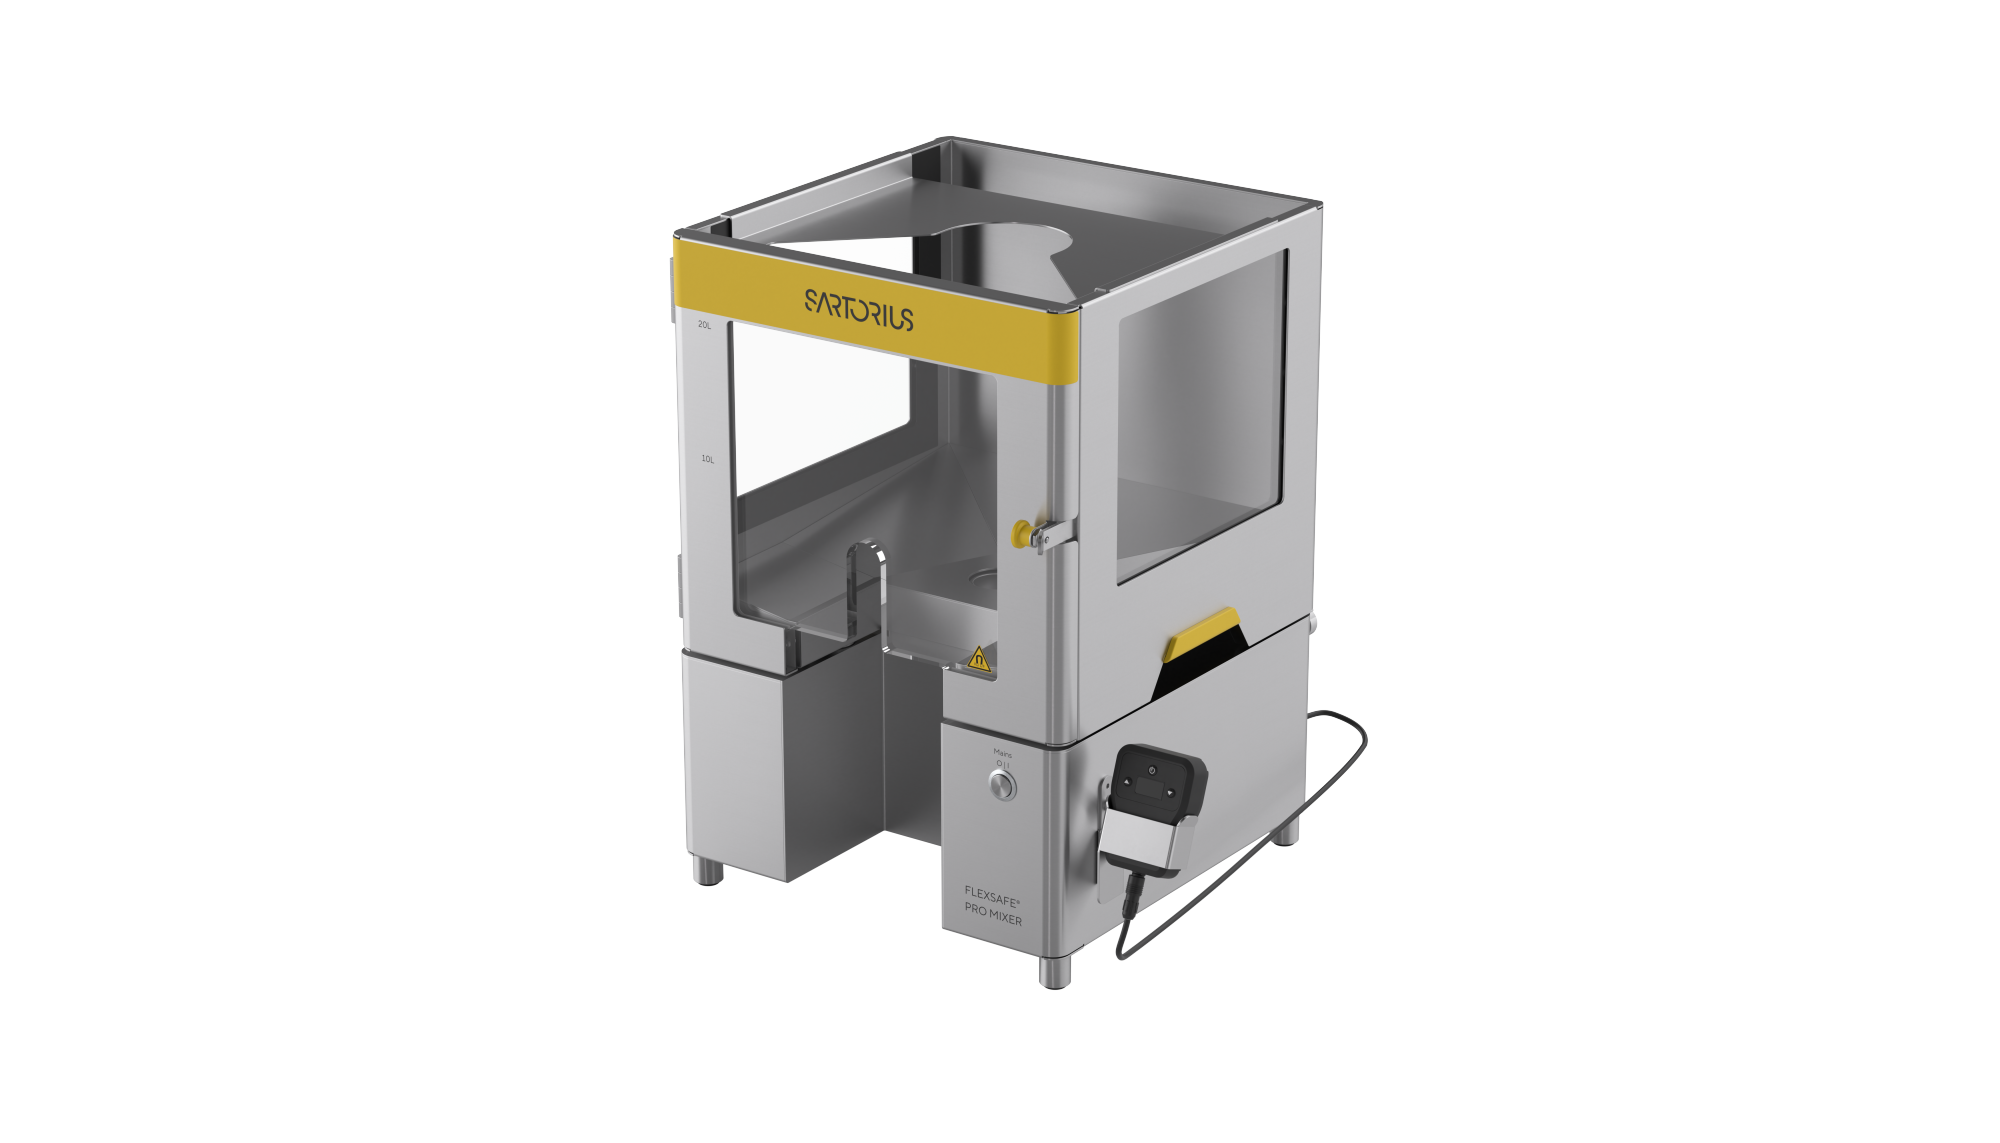 SARTORIUS
20L
10L
Mains
FLEXSAFE®
PRO MIXER